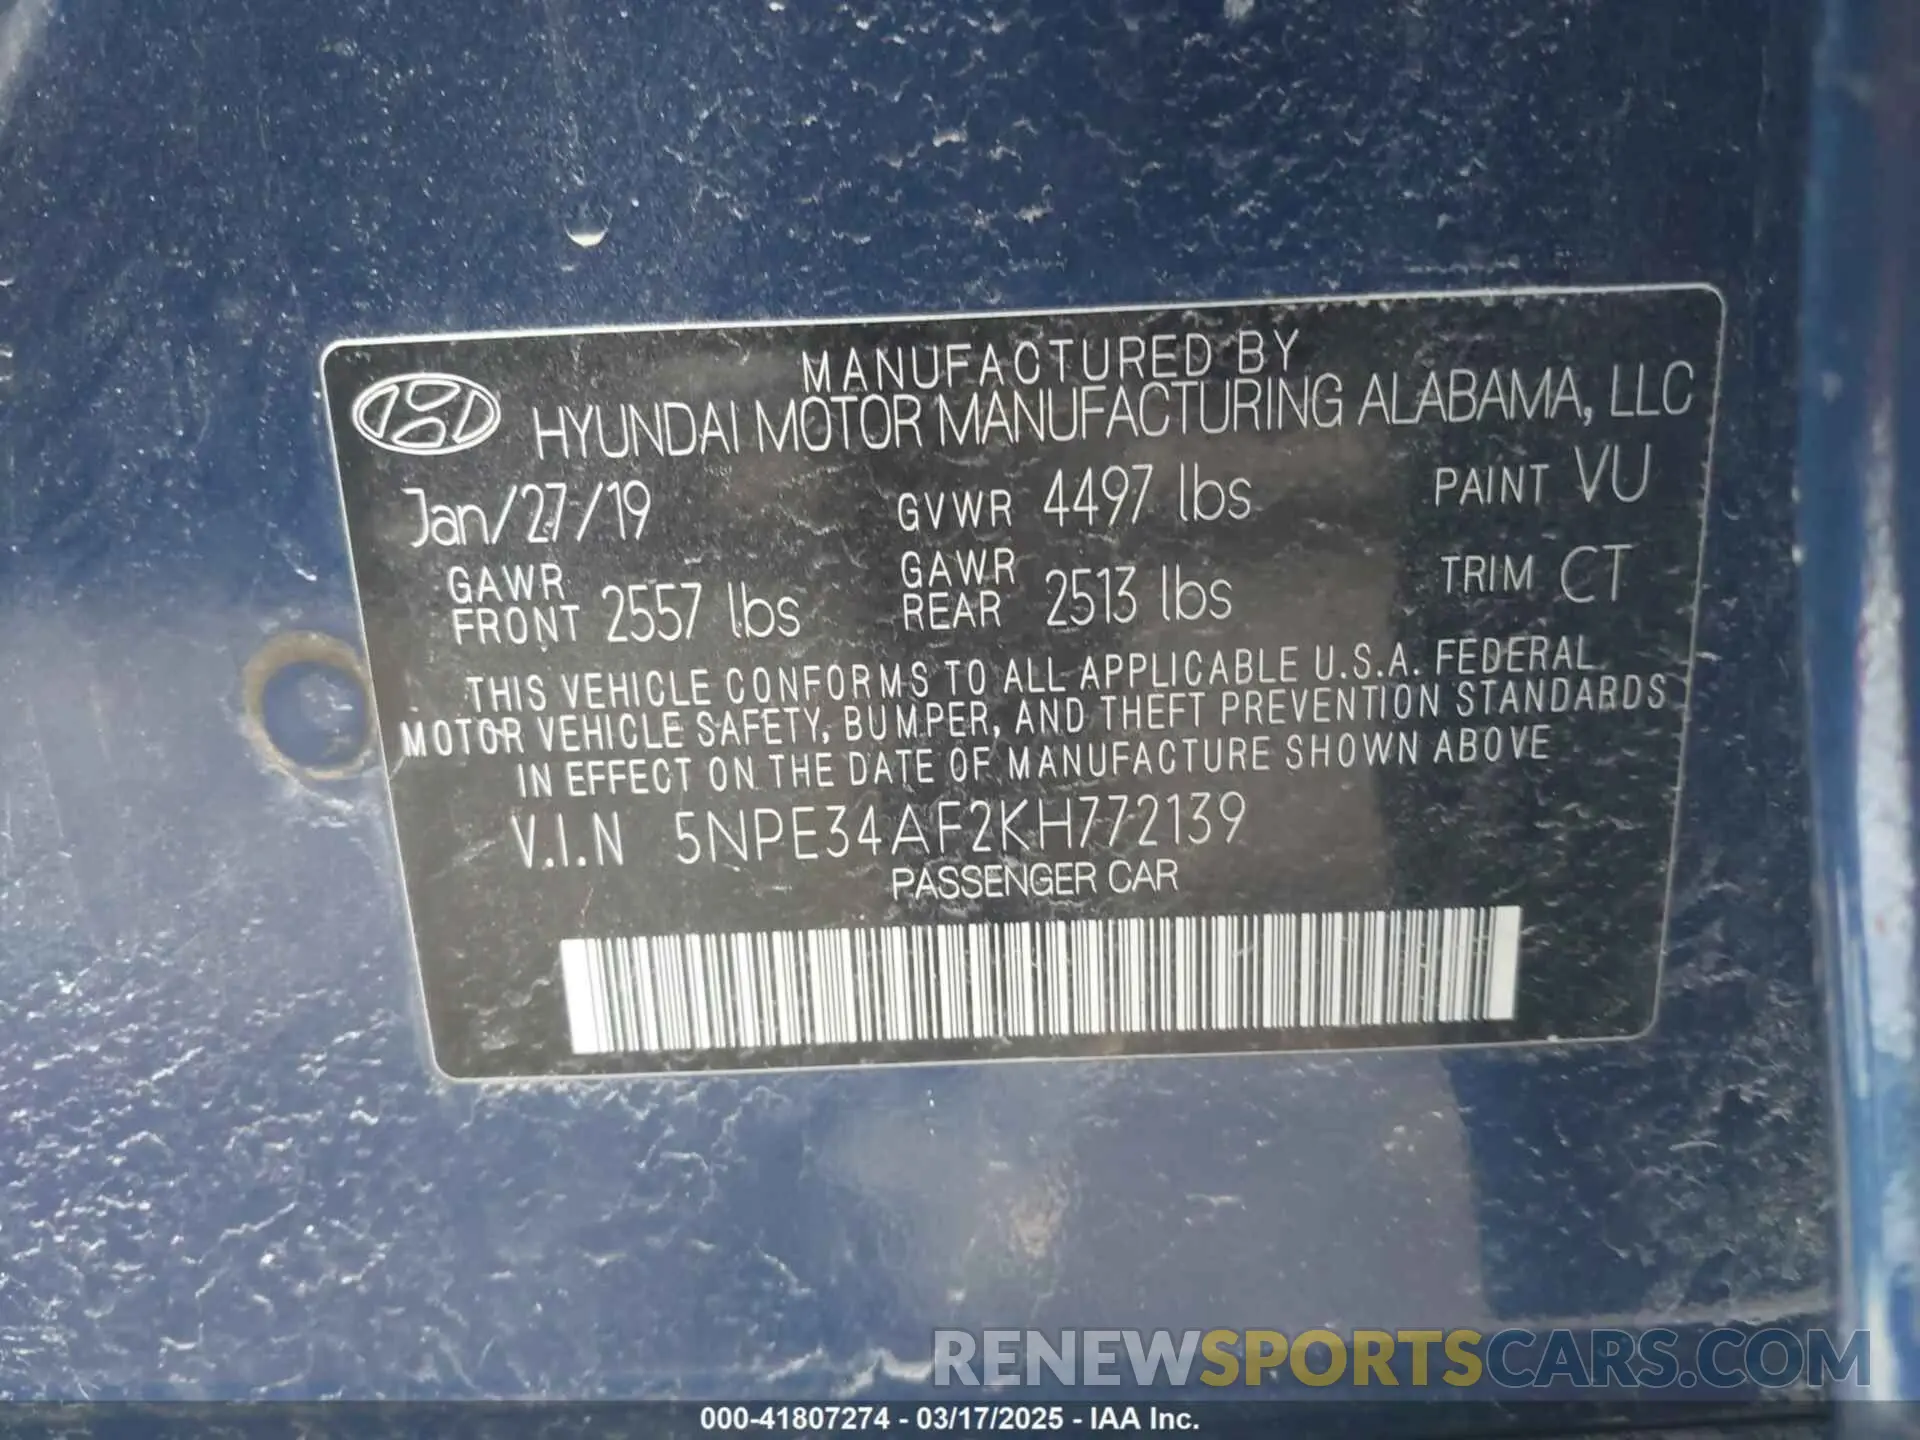 MANUFACTURED BY
HYUNDAI MOTOR MANUFACTURING ALABAMA, LLC
Jan/27/19 GVWR 4497 lbs PAINT VU
GAWR FRONT 2557 lbs GAWR REAR 2513 lbs TRIM CT
THIS VEHICLE CONFORMS TO ALL APPLICABLE U.S.A. FEDERAL
MOTOR VEHICLE SAFETY, BUMPER, AND THEFT PREVENTION STANDARDS
IN EFFECT ON THE DATE OF MANUFACTURE SHOWN ABOVE
V.I.N 5NPE34AF2KH772139
PASSENGER CAR
RENEWSPORTSCARS.COM
000-41807274 - 03/17/2025 - IAA Inc.